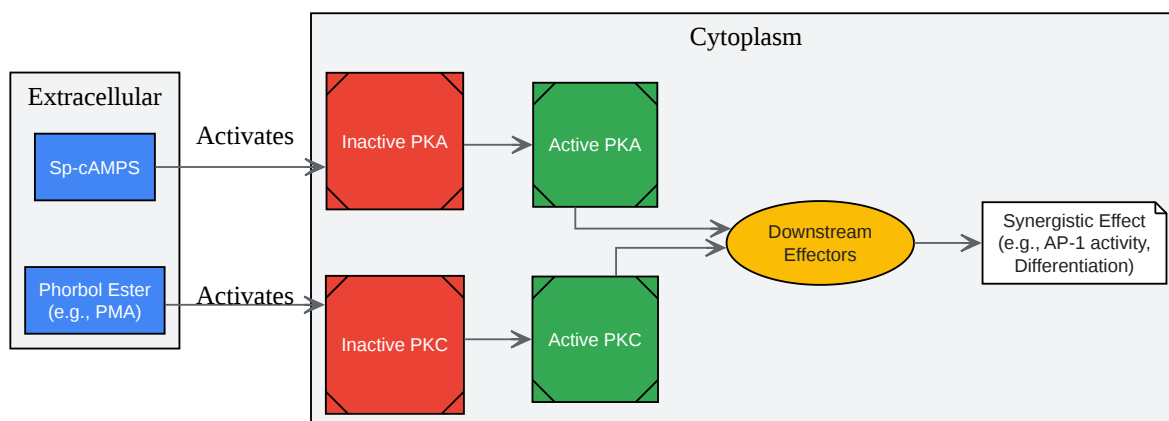 Cytoplasm
Extracellular
Activates
Sp-cAMPS
Inactive PKA
Active PKA
Downstream
Effectors
Synergistic Effect
(e.g., AP-1 activity,
Differentiation)
Activates
Phorbol Ester
(e.g., PMA)
Inactive PKC
Active PKC